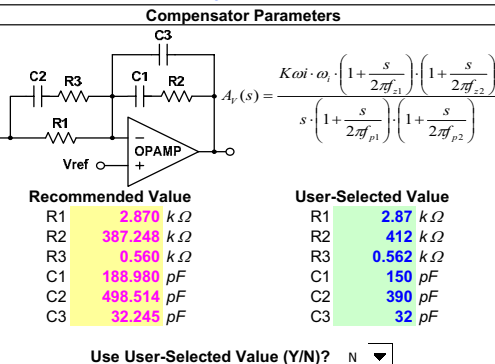 Compensator Parameters
C3
C2 R3 C1 R2
R1
OPAMP
Vref
A_V(s) = Kωi · ω_i · (1 + s/2πf_z1) · (1 + s/2πf_z2) / s · (1 + s/2πf_p1) · (1 + s/2πf_p2)
Recommended Value User-Selected Value
R1 2.870 kΩ R1 2.87 kΩ
R2 387.248 kΩ R2 412 kΩ
R3 0.560 kΩ R3 0.562 kΩ
C1 188.980 pF C1 150 pF
C2 498.514 pF C2 390 pF
C3 32.245 pF C3 32 pF
Use User-Selected Value (Y/N)? N